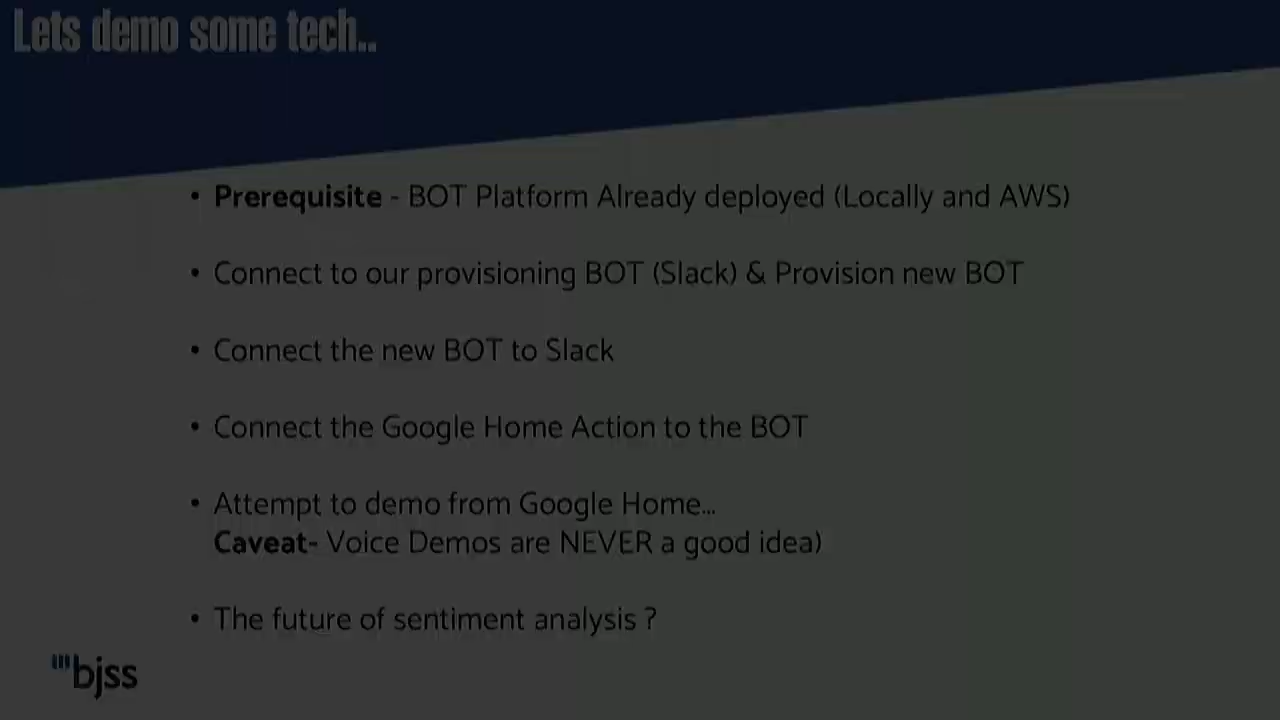 Lets demo some tech..
• Prerequisite - BOT Platform Already deployed (Locally and AWS)
• Connect to our provisioning BOT (Slack) & Provision new BOT
• Connect the new BOT to Slack
• Connect the Google Home Action to the BOT
• Attempt to demo from Google Home...
Caveat- Voice Demos are NEVER a good idea)
• The future of sentiment analysis ?
bjss